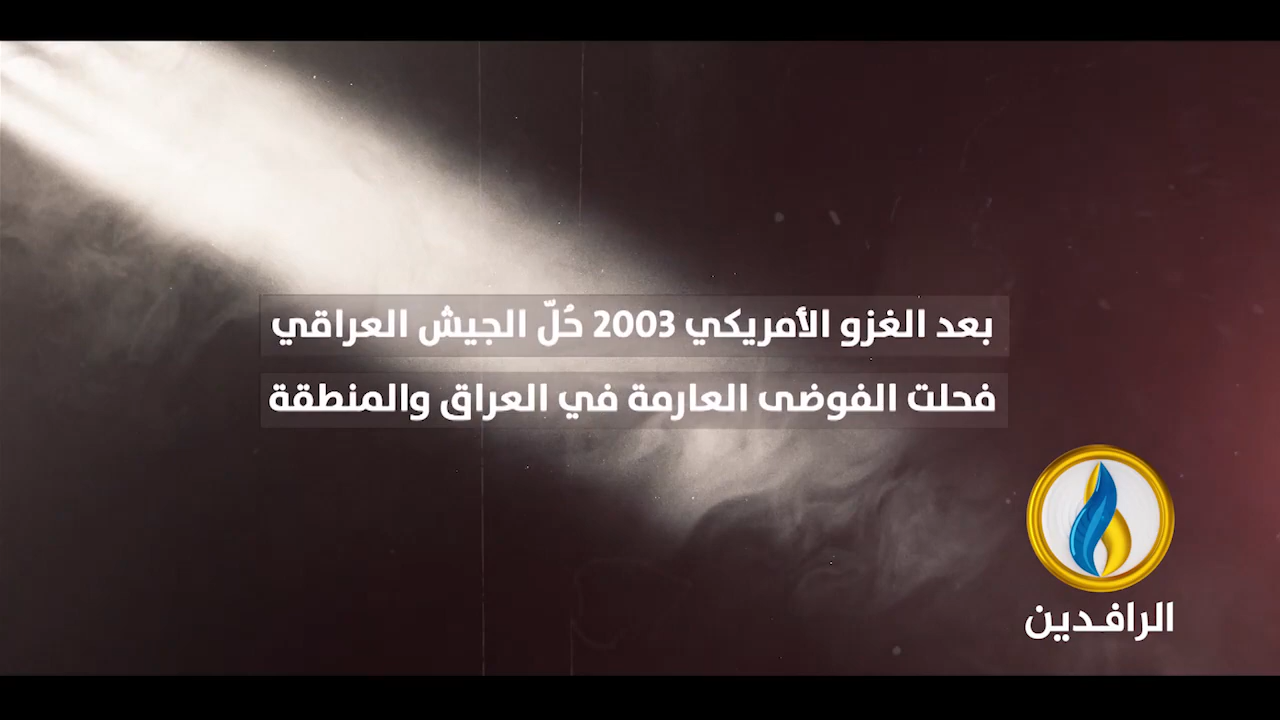 بعد الغزو الأمريكي 2003 حُلّ الجيش العراقي
فحلت الفوضى العارمة في العراق والمنطقة
الرافدين